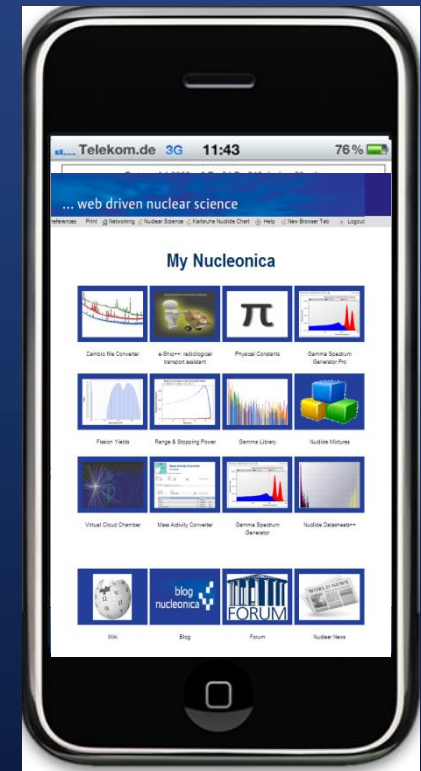 Telekom.de 3G 11:43 76%
... web driven nuclear science
references Print Networking Nuclear Science Karlsruhe Nuclide Chart Help New Browser Tab Logout
My Nucleonica
Cambio file Converter
e-Ship++ radiological transport assistant
Physical Constants
Gamma Spectrum Generator Pro
π
Fission Yields
Range & Stopping Power
Gamma Library
Nuclide Mixtures
Virtual Cloud Chamber
Mass Activity Converter
Gamma Spectrum Generator
Nuclide Datasheets++
blog
nucleonica
FORUM
WORLD NEWS
Wiki
Blog
Forum
Nuclear News